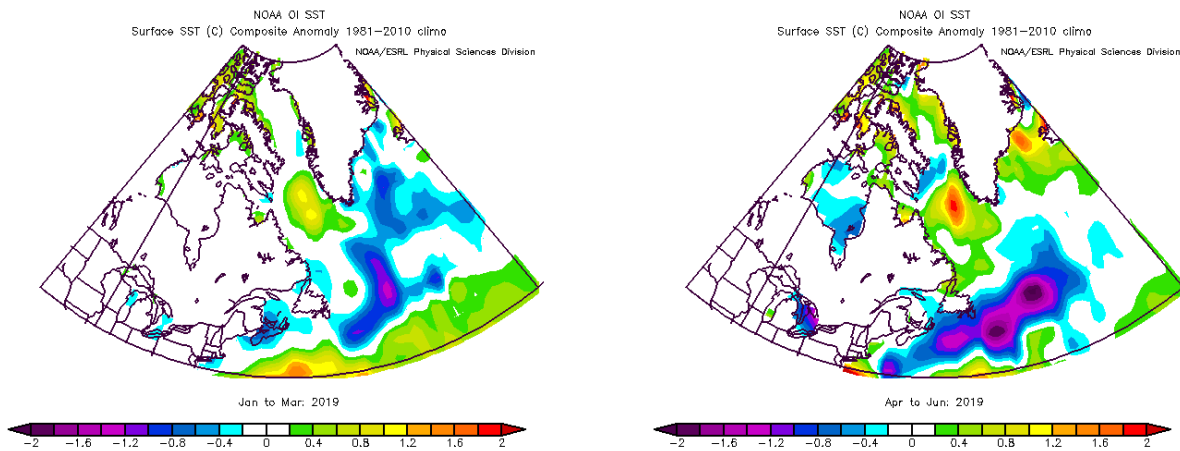 NOAA OI SST
Surface SST (C) Composite Anomaly 1981-2010 climo
NOAA/ESRL Physical Sciences Division
Jan to Mar: 2019
-2 -1.6 -1.2 -0.8 -0.4 0 0.4 0.8 1.2 1.6 2
NOAA OI SST
Surface SST (C) Composite Anomaly 1981-2010 climo
NOAA/ESRL Physical Sciences Division
Apr to Jun: 2019
-2 -1.6 -1.2 -0.8 -0.4 0 0.4 0.8 1.2 1.6 2